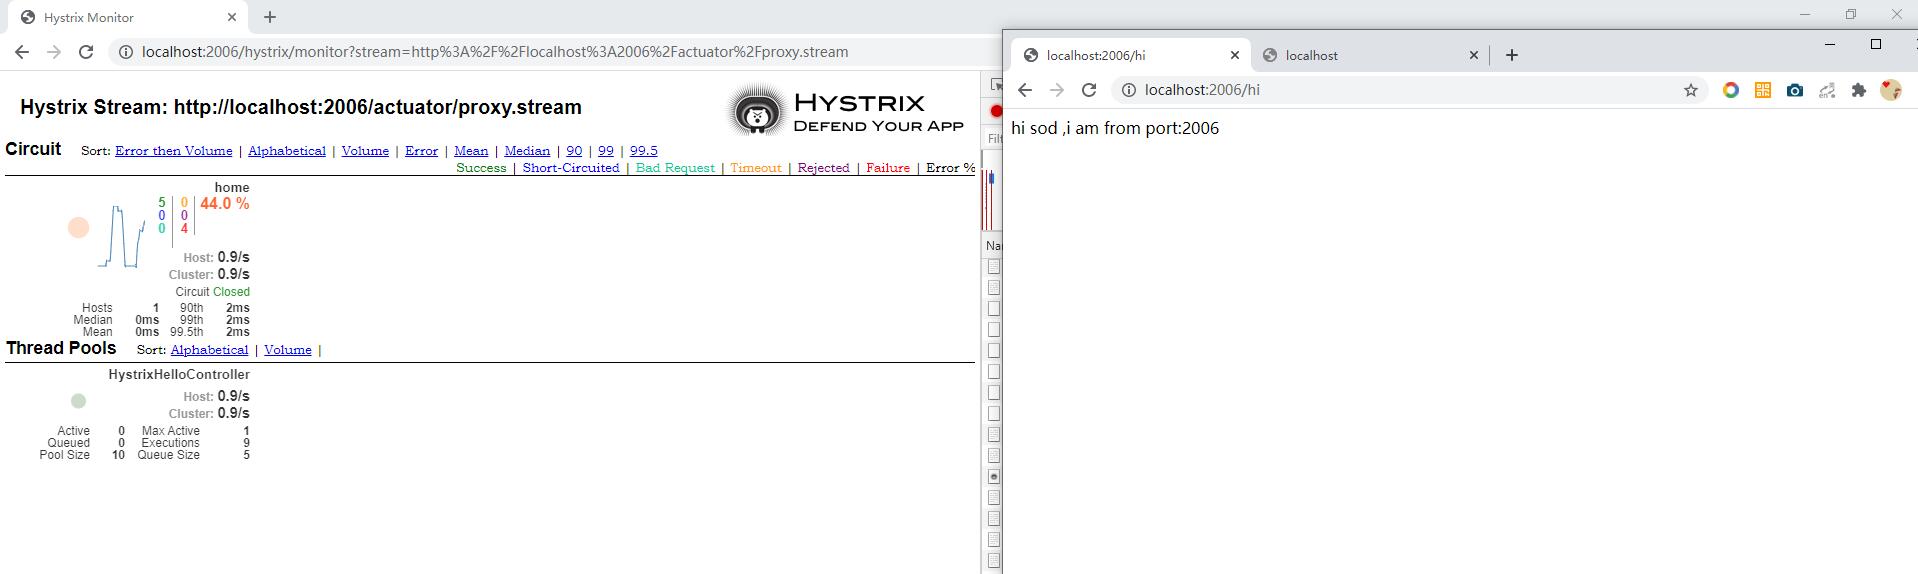 Hystrix Monitor
localhost:2006/hystrix/monitor?stream=http%3A%2F%2Flocalhost%3A2006%2Factuator%2Fproxy.stream
Hystrix Stream: http://localhost:2006/actuator/proxy.stream
HYSTRIX
DEFEND YOUR APP
Circuit Sort: Error then Volume | Alphabetical | Volume | Error | Mean | Median | 90 | 99 | 99.5
Success | Short-Circuited | Bad Request | Timeout | Rejected | Failure | Error %
home
5 0 44.0 %
0 0
0 4
Host: 0.9/s
Cluster: 0.9/s
Circuit Closed
Hosts 1 90th 2ms
Median 0ms 99th 2ms
Mean 0ms 99.5th 2ms
Thread Pools Sort: Alphabetical | Volume |
HystrixHelloController
Host: 0.9/s
Cluster: 0.9/s
Active 0 Max Active 1
Queued 0 Executions 9
Pool Size 10 Queue Size 5
Filt
Nai
localhost:2006/hi
localhost
localhost:2006/hi
en
hi sod ,i am from port:2006